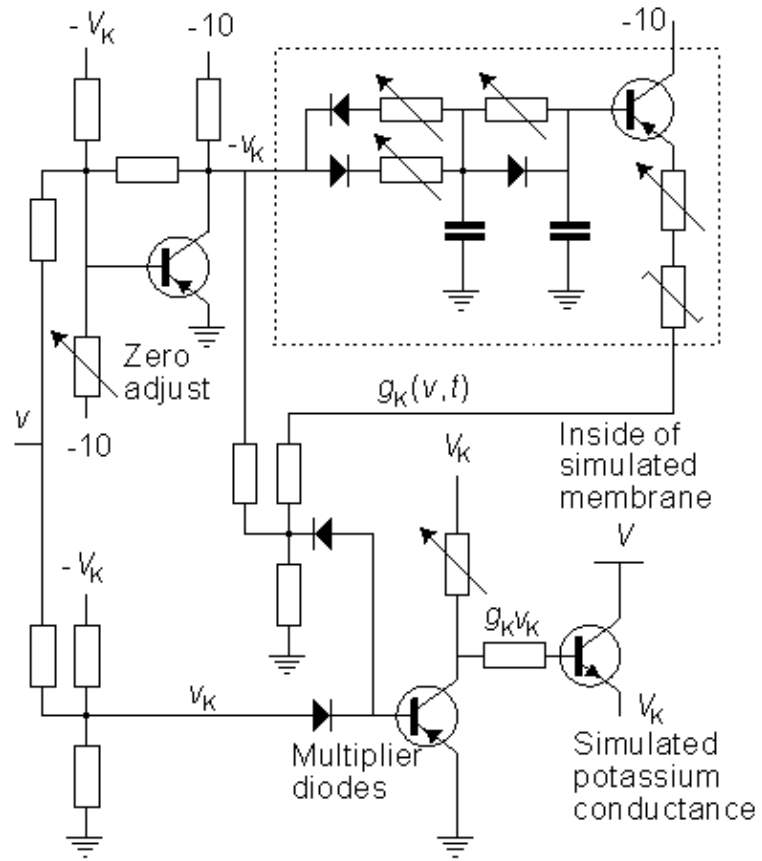 -VK
-10
-10
-vK
Zero
adjust
v
-10
gK(v,t)
Inside of
simulated
membrane
VK
V
-VK
gKvK
vK
VK
Multiplier
diodes
Simulated
potassium
conductance